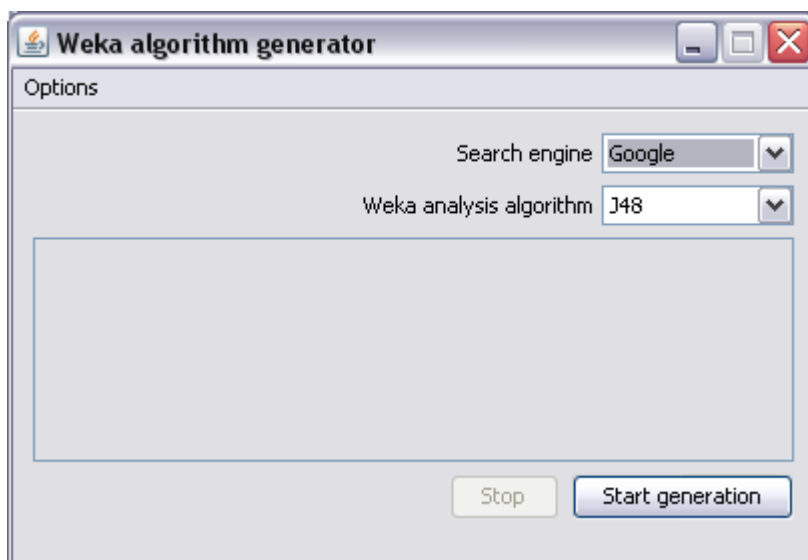 Weka algorithm generator
Options
Search engine Google
Weka analysis algorithm J48
Stop Start generation